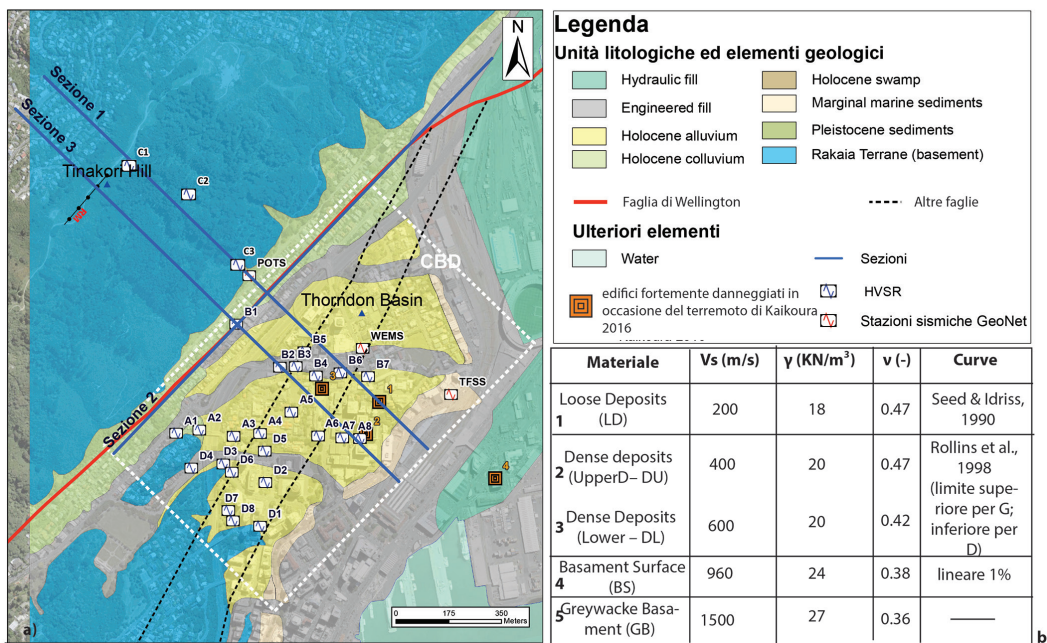 N
Sezione 1
Sezione 3
C1
Tinakori Hill
C2
C3
POTS
CBD
Thorndon Basin
B1
B5
WEMS
B2
B3
B4
B6
B7
3
1
TFSS
A5
Sezione 2
A1
A2
A3
A4
A6
A7
A8
2
D5
D4
D3
D6
D2
4
D7
D8
D1
0
175
350
Meters
a)
Legenda
Unità litologiche ed elementi geologici
Hydraulic fill
Holocene swamp
Engineered fill
Marginal marine sediments
Holocene alluvium
Pleistocene sediments
Holocene colluvium
Rakaia Terrane (basement)
Faglia di Wellington
Altre faglie
Ulteriori elementi
Water
Sezioni
edifici fortemente danneggiati in
occasione del terremoto di Kaikoura
2016
HVSR
Stazioni sismiche GeoNet
Materiale Vs (m/s) γ (KN/m³) ν (-) Curve
Loose Deposits
1 (LD) 200 18 0.47 Seed & Idriss,
1990
Dense deposits
2 (UpperD– DU) 400 20 0.47 Rollins et al.,
1998
(limite supe-
riore per G;
inferiore per
D)
Dense Deposits
3 (Lower – DL) 600 20 0.42
Basament Surface
4 (BS) 960 24 0.38 lineare 1%
5 Greywacke Basa-
ment (GB) 1500 27 0.36
b